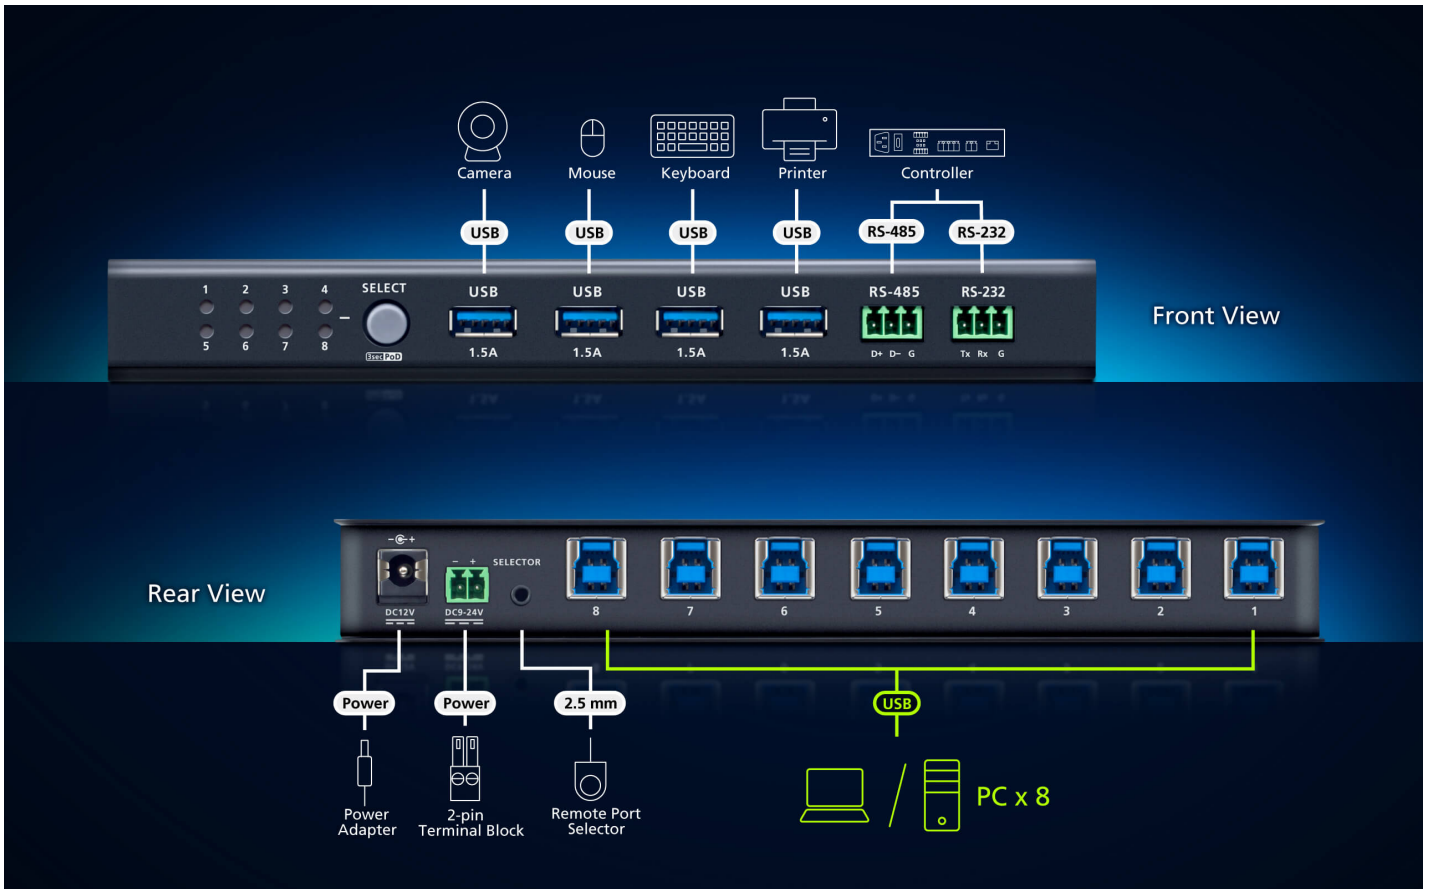 Camera
Mouse
Keyboard
Printer
Controller
USB
USB
USB
USB
RS-485
RS-232
1 2 3 4
SELECT
USB
USB
USB
USB
RS-485
RS-232
Front View
5 6 7 8
3sec PoD
1.5A
1.5A
1.5A
1.5A
D+ D− G
Tx Rx G
− +
− +
SELECTOR
Rear View
DC12V
DC9-24V
8 7 6 5 4 3 2 1
Power
Power
2.5 mm
USB
PC x 8
Power
Adapter
2-pin
Terminal Block
Remote Port
Selector